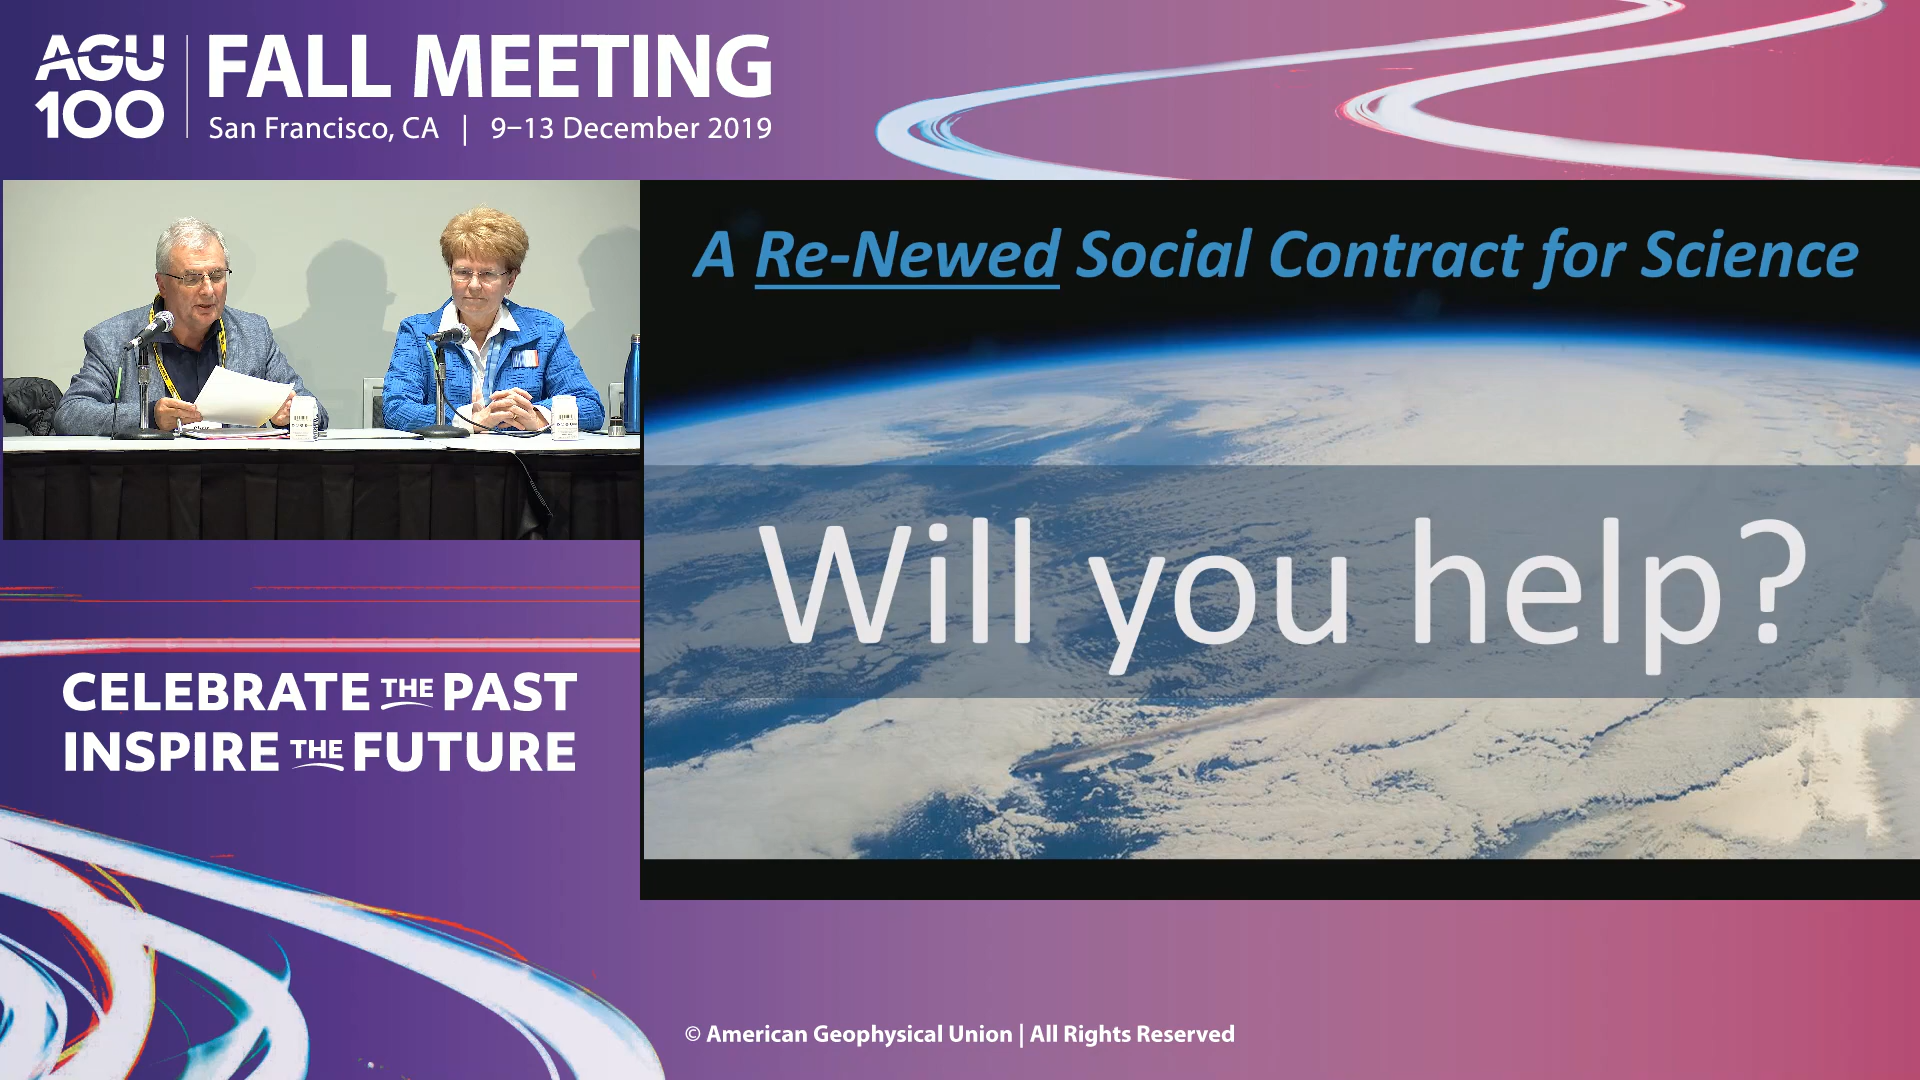 AGU
100
FALL MEETING
San Francisco, CA | 9–13 December 2019
A Re-Newed Social Contract for Science
Will you help?
CELEBRATE THE PAST
INSPIRE THE FUTURE
© American Geophysical Union | All Rights Reserved